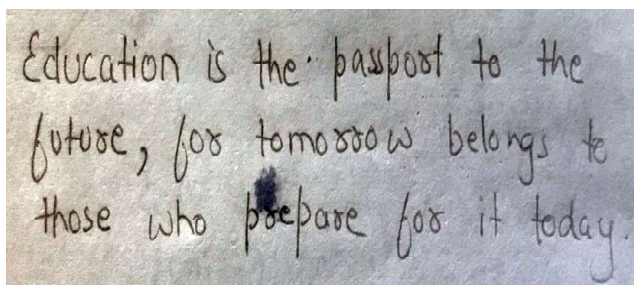 Education is the passport to the
future, for tomorrow belongs to
those who prepare for it today.